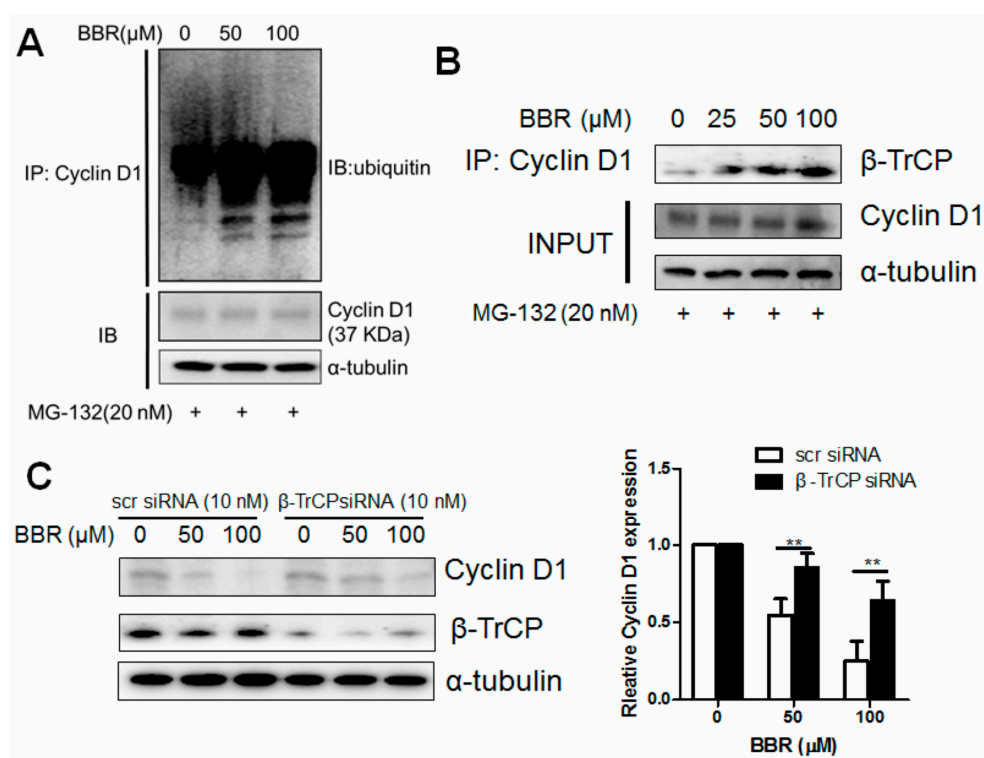 A
BBR(µM) 0 50 100
IP: Cyclin D1
IB:ubiquitin
IB
Cyclin D1
(37 KDa)
α-tubulin
MG-132(20 nM) + + +
B
BBR (µM) 0 25 50 100
IP: Cyclin D1
β-TrCP
INPUT
Cyclin D1
α-tubulin
MG-132 (20 nM) + + + +
C
scr siRNA (10 nM) β-TrCPsiRNA (10 nM)
BBR (µM) 0 50 100 0 50 100
Cyclin D1
β-TrCP
α-tubulin
scr siRNA
β-TrCP siRNA
Rleative Cyclin D1 expression
1.5
1.0
0.5
0.0
** **
0 50 100
BBR (µM)